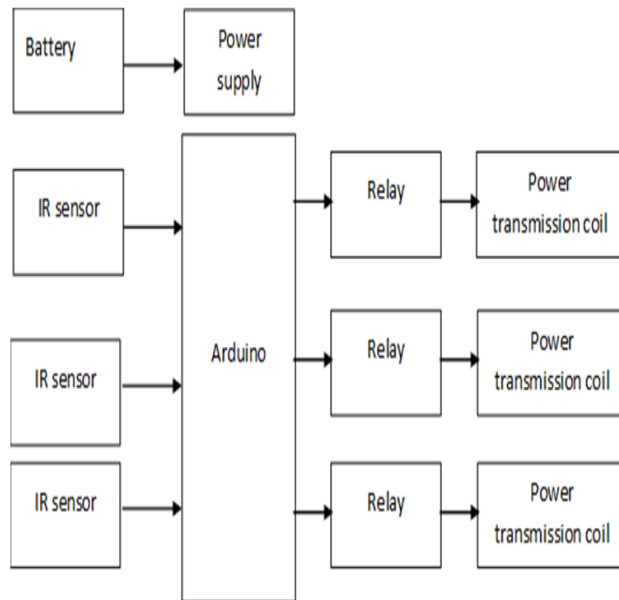 Battery
Power
supply
IR sensor
Relay
Power
transmission coil
Arduino
IR sensor
Relay
Power
transmission coil
IR sensor
Relay
Power
transmission coil